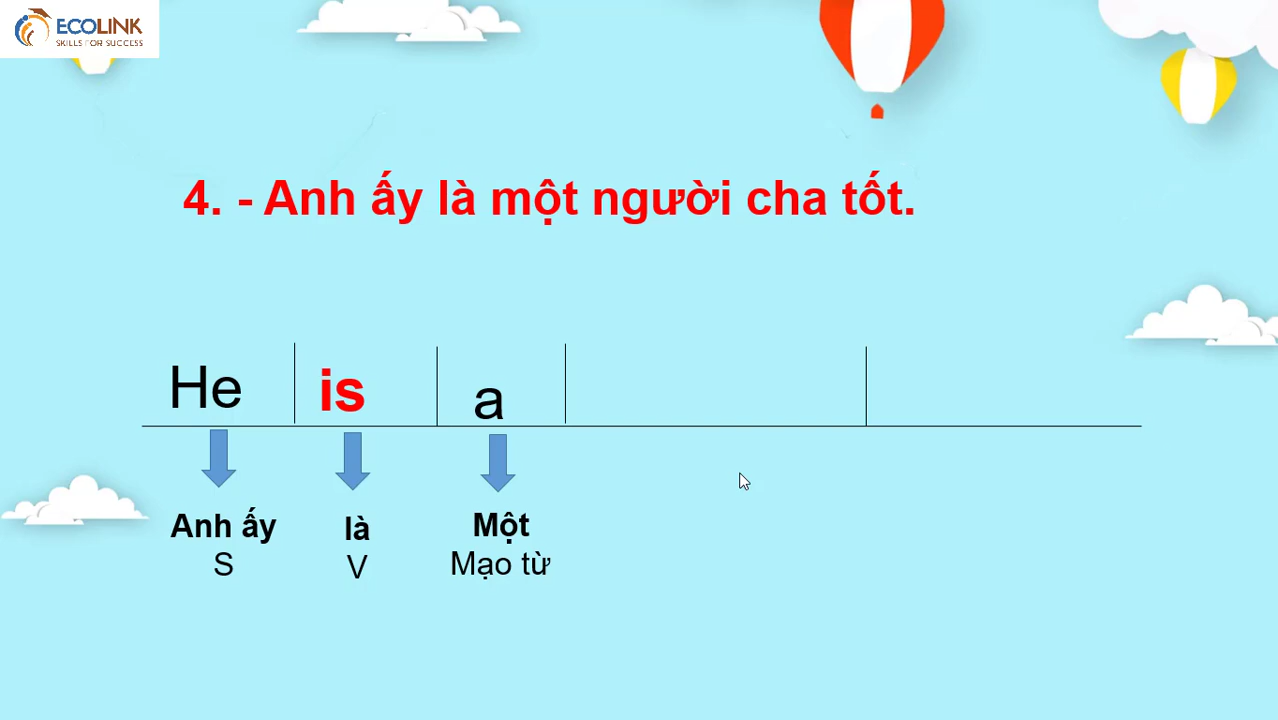 ECOLINK
SKILLS FOR SUCCESS
4. - Anh ấy là một người cha tốt.
He is a
Anh ấy là Một
S V Mạo từ